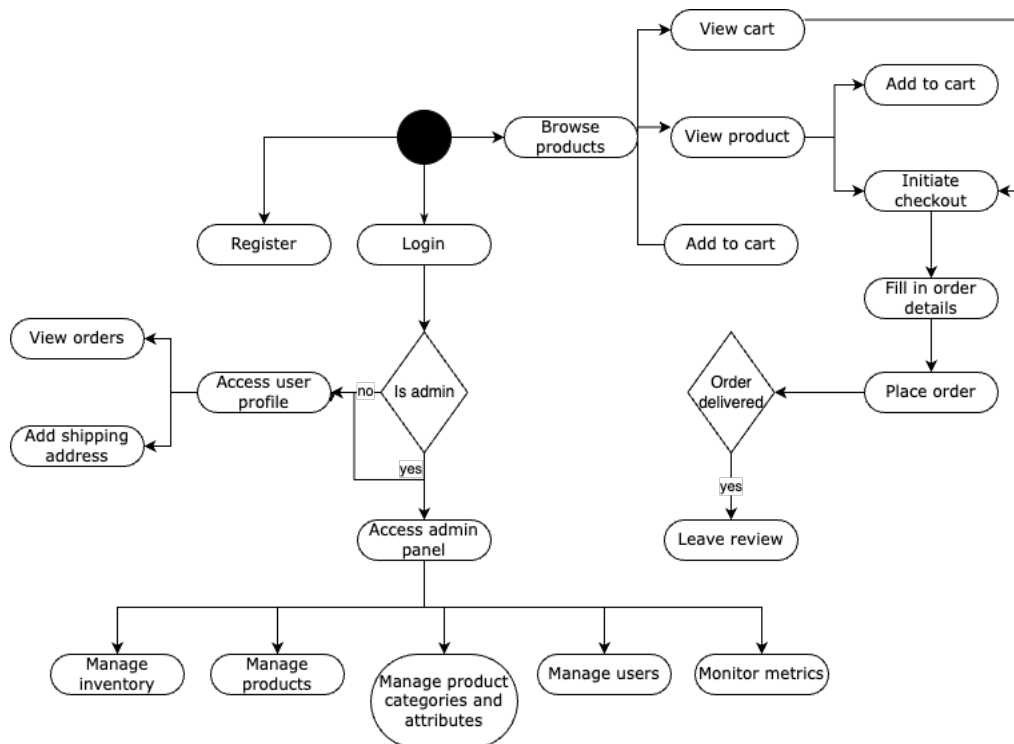 View cart
Add to cart
Browse
products
View product
Initiate
checkout
Register
Login
Add to cart
Fill in order
details
View orders
Access user
profile
no
Is admin
Order
delivered
Place order
Add shipping
address
yes
yes
Access admin
panel
Leave review
Manage
inventory
Manage
products
Manage product
categories and
attributes
Manage users
Monitor metrics